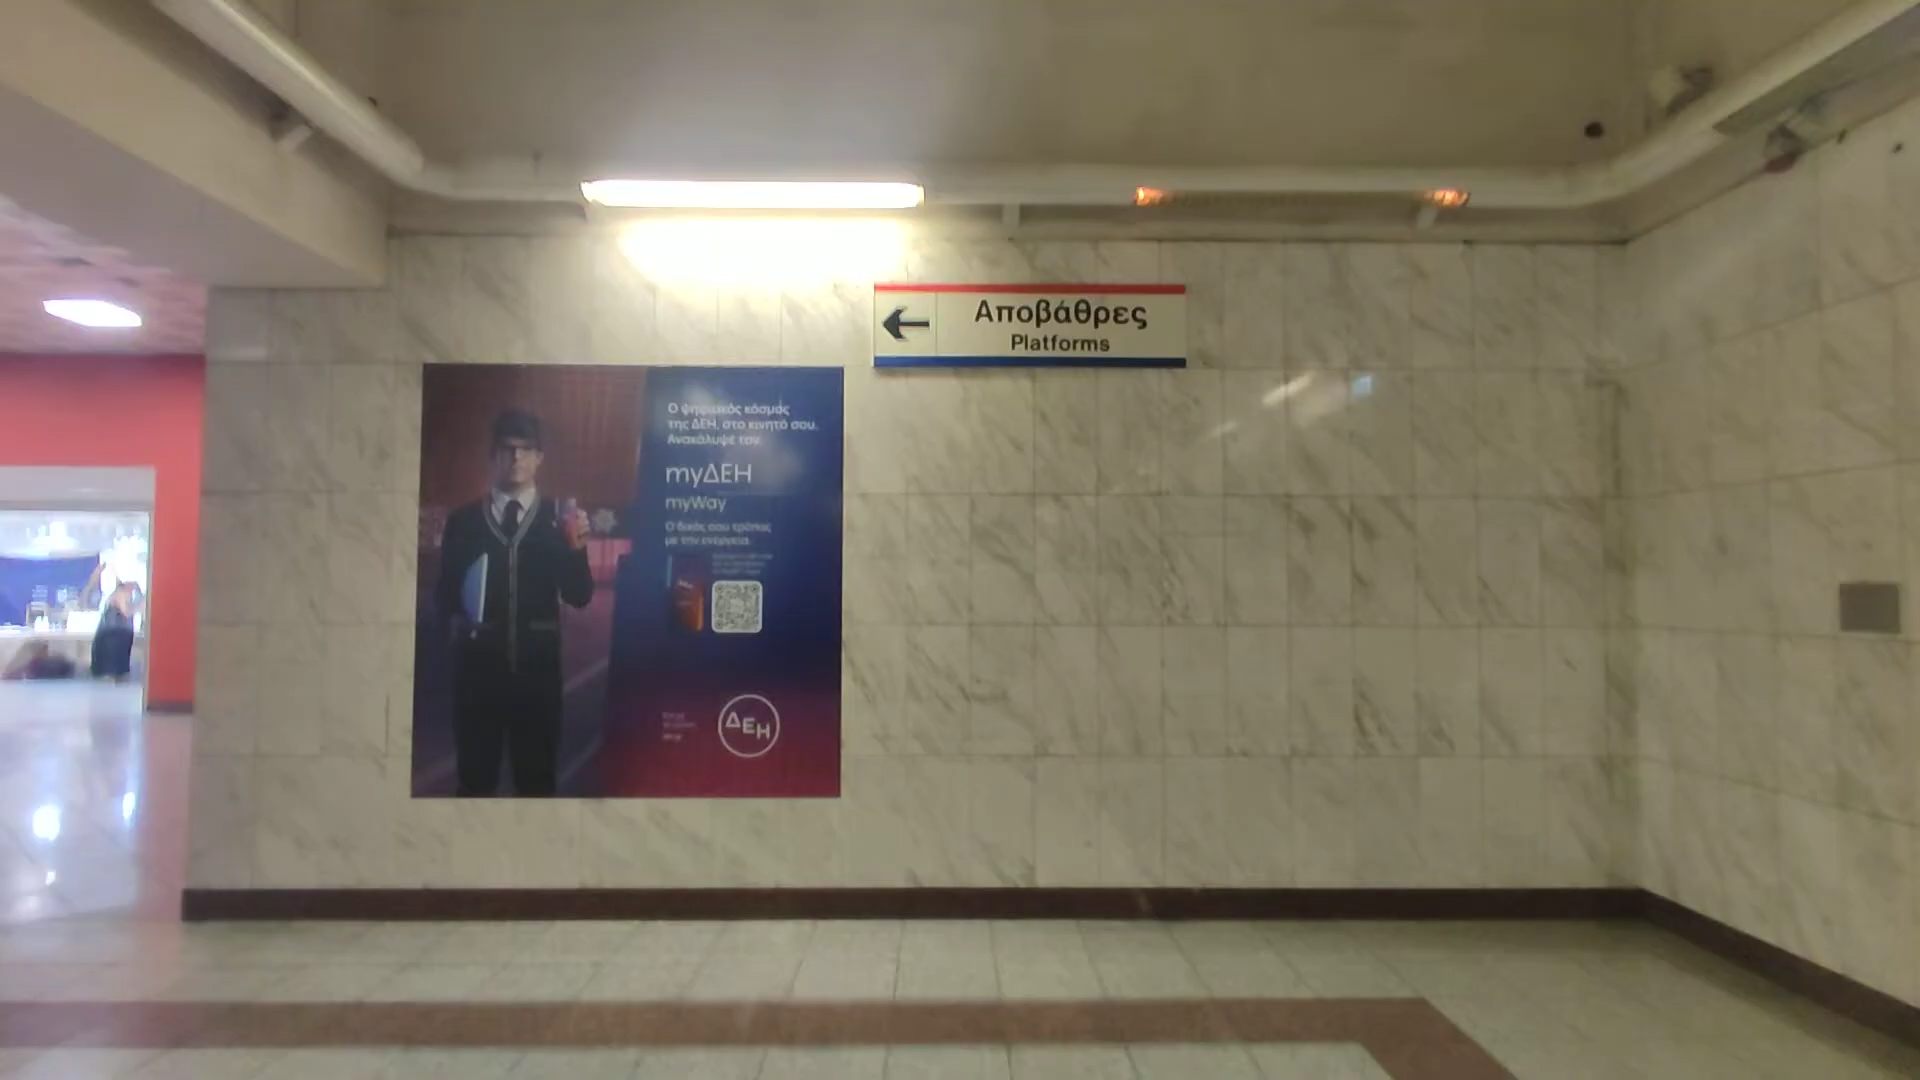 Αποβάθρες
Platforms
Ο ψηφιακός κόσμος
της ΔΕΗ, στο κινητό σου.
Ανακάλυψέ τον.
myΔΕΗ
myWay
Ο δικός σου τρόπος
με την ενέργεια.
ΔΕΗ